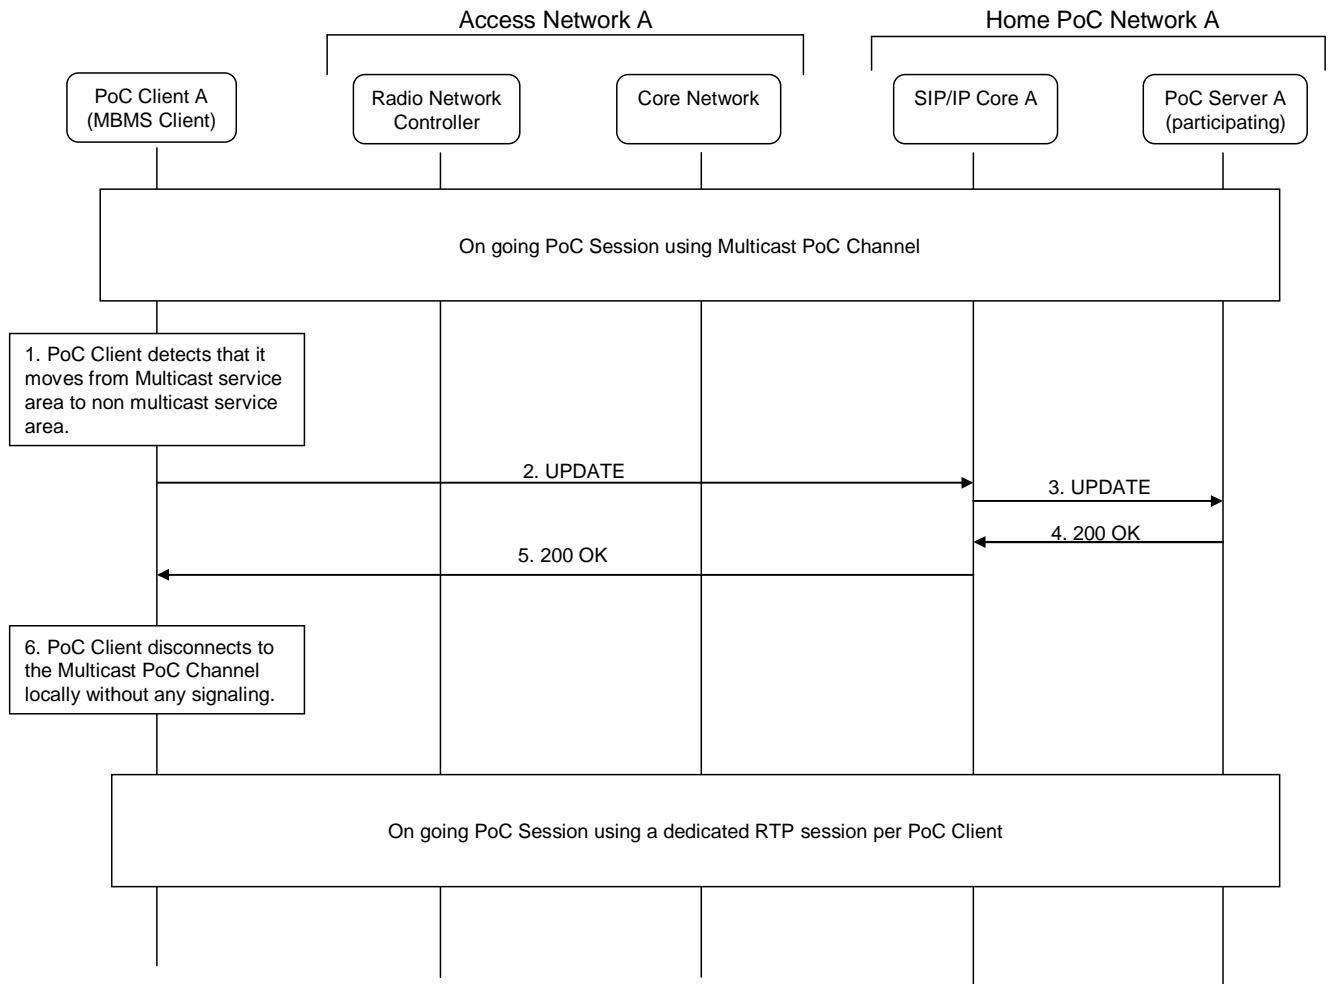 Access Network A
Home PoC Network A
PoC Client A
(MBMS Client)
Radio Network
Controller
Core Network
SIP/IP Core A
PoC Server A
(participating)
On going PoC Session using Multicast PoC Channel
1. PoC Client detects that it
moves from Multicast service
area to non multicast service
area.
2. UPDATE
3. UPDATE
4. 200 OK
5. 200 OK
6. PoC Client disconnects to
the Multicast PoC Channel
locally without any signaling.
On going PoC Session using a dedicated RTP session per PoC Client